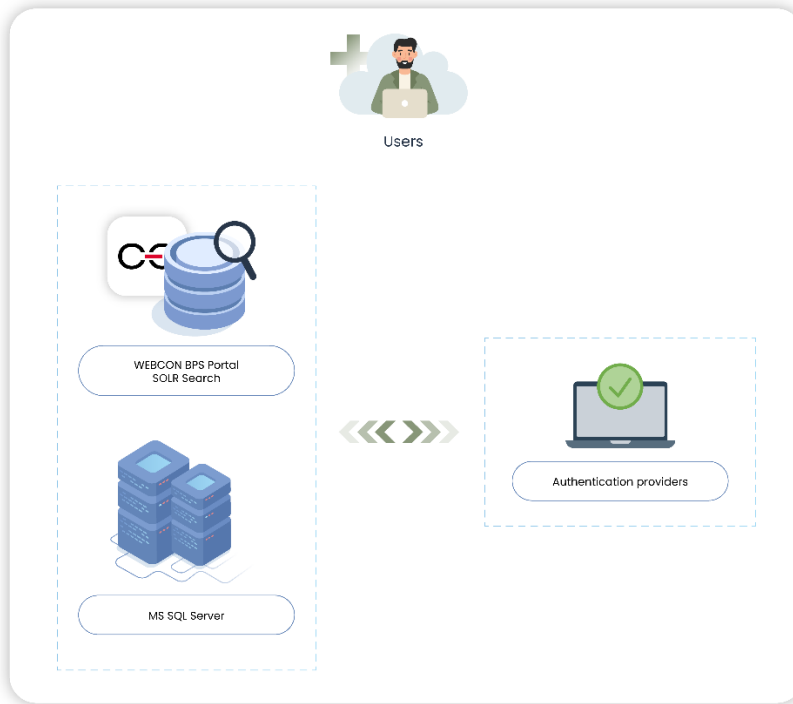 Users
WEBCON BPS Portal
SOLR Search
Authentication providers
MS SQL Server